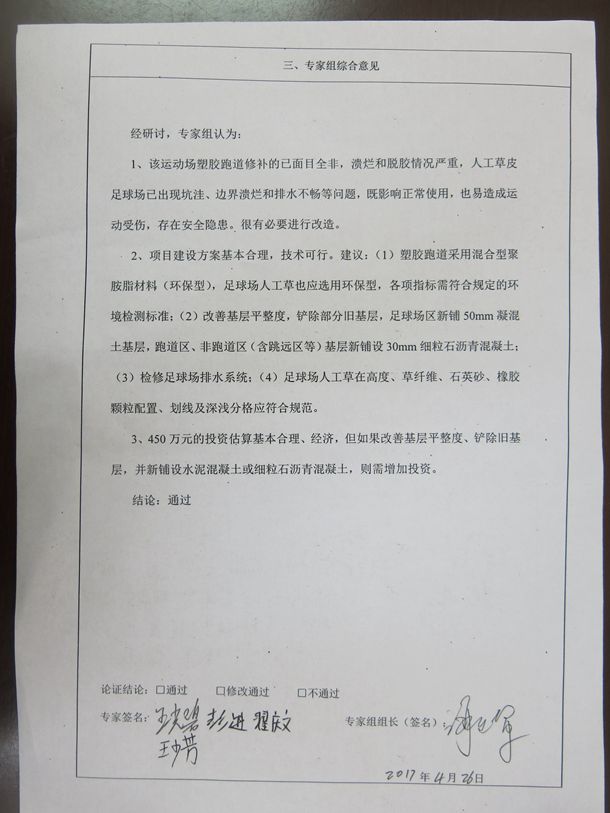 三、专家组综合意见
经研讨，专家组认为：
1、该运动场塑胶跑道修补的已面目全非，溃烂和脱胶情况严重，人工草皮
足球场已出现坑洼、边界溃烂和排水不畅等问题，既影响正常使用，也易造成运
动受伤，存在安全隐患。很有必要进行改造。
2、项目建设方案基本合理，技术可行。建议：（1）塑胶跑道采用混合型聚
胺脂材料（环保型），足球场人工草也应选用环保型，各项指标需符合规定的环
境检测标准；（2）改善基层平整度，铲除部分旧基层，足球场区新铺 50mm 凝混
土基层，跑道区、非跑道区（含跳远区等）基层新铺设 30mm 细粒石沥青混凝土；
（3）检修足球场排水系统；（4）足球场人工草在高度、草纤维、石英砂、橡胶
颗粒配置、划线及深浅分格应符合规范。
3、450 万元的投资估算基本合理、经济，但如果改善基层平整度、铲除旧基
层，并新铺设水泥混凝土或细粒石沥青混凝土，则需增加投资。
结论：通过
论证结论：□通过 □修改通过 □不通过
专家签名： 彭进 翟庆文 专家组组长（签名）：
王少芳
2017 年 4 月 26 日